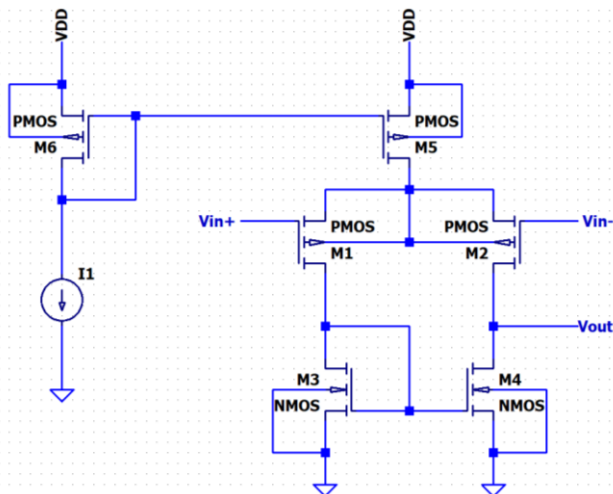 VDD
VDD
PMOS
M6
PMOS
M5
Vin+
PMOS
M1
PMOS
M2
Vin-
I1
Vout
M3
NMOS
M4
NMOS